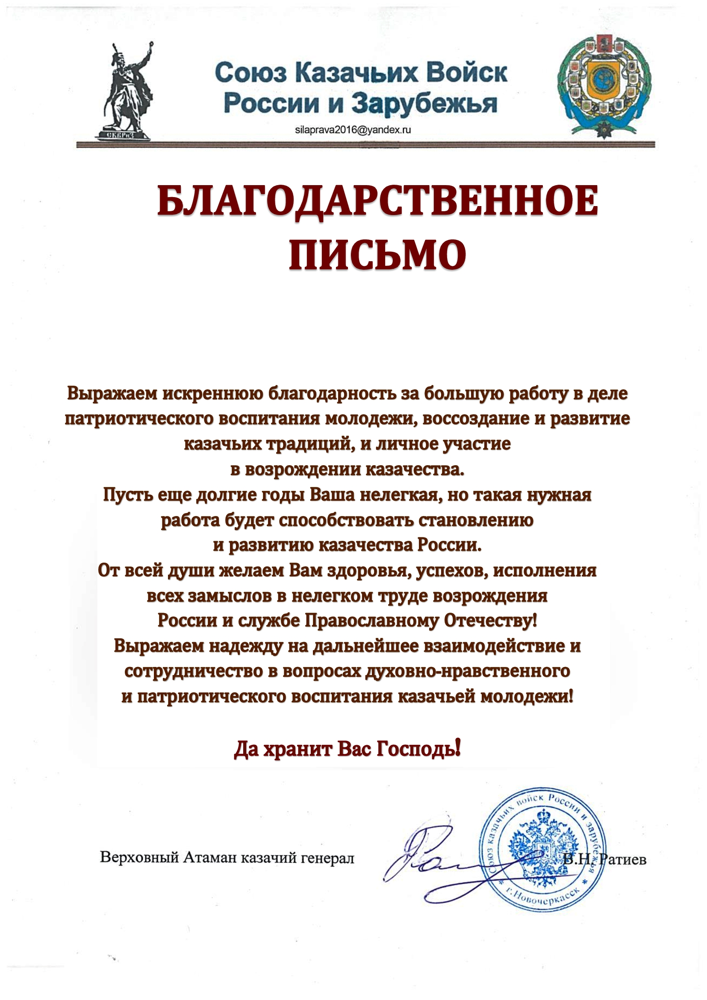 Союз Казачьих Войск
России и Зарубежья
silaprava2016@yandex.ru
СКВРиЗ
БЛАГОДАРСТВЕННОЕ
ПИСЬМО
Выражаем искреннюю благодарность за большую работу в деле
патриотического воспитания молодежи, воссоздание и развитие
казачьих традиций, и личное участие
в возрождении казачества.
Пусть еще долгие годы Ваша нелегкая, но такая нужная
работа будет способствовать становлению
и развитию казачества России.
От всей души желаем Вам здоровья, успехов, исполнения
всех замыслов в нелегком труде возрождения
России и службе Православному Отечеству!
Выражаем надежду на дальнейшее взаимодействие и
сотрудничество в вопросах духовно-нравственного
и патриотического воспитания казачьей молодежи!
Да хранит Вас Господь!
Верховный Атаман казачий генерал
В.Н. Ратиев
Союз казачьих войск России и зарубежья
* г.Новочеркасск *